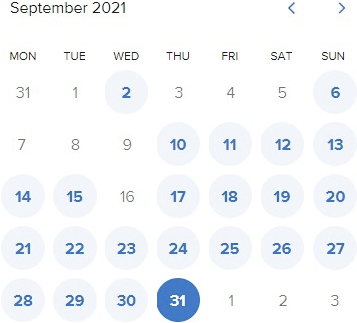 September 2021
MON TUE WED THU FRI SAT SUN
31 1 2 3 4 5 6
7 8 9 10 11 12 13
14 15 16 17 18 19 20
21 22 23 24 25 26 27
28 29 30 31 1 2 3